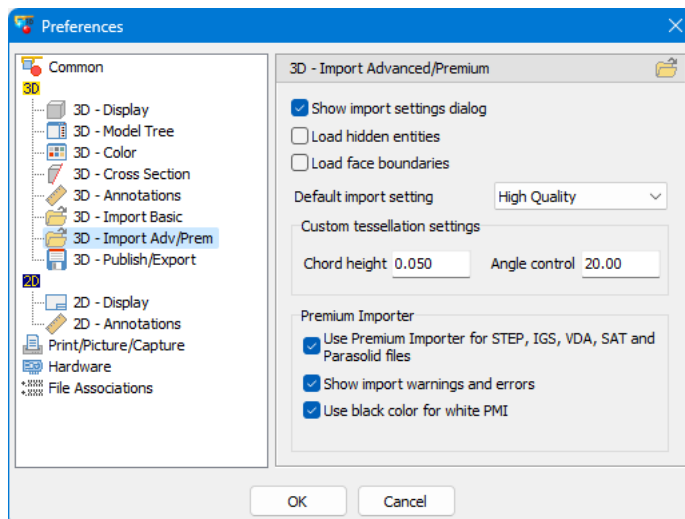 Preferences
Common
3D
3D - Display
3D - Model Tree
3D - Color
3D - Cross Section
3D - Annotations
3D - Import Basic
3D - Import Adv/Prem
3D - Publish/Export
2D
2D - Display
2D - Annotations
Print/Picture/Capture
Hardware
File Associations
3D - Import Advanced/Premium
Show import settings dialog
Load hidden entities
Load face boundaries
Default import setting High Quality
Custom tessellation settings
Chord height 0.050 Angle control 20.00
Premium Importer
Use Premium Importer for STEP, IGS, VDA, SAT and
Parasolid files
Show import warnings and errors
Use black color for white PMI
OK Cancel